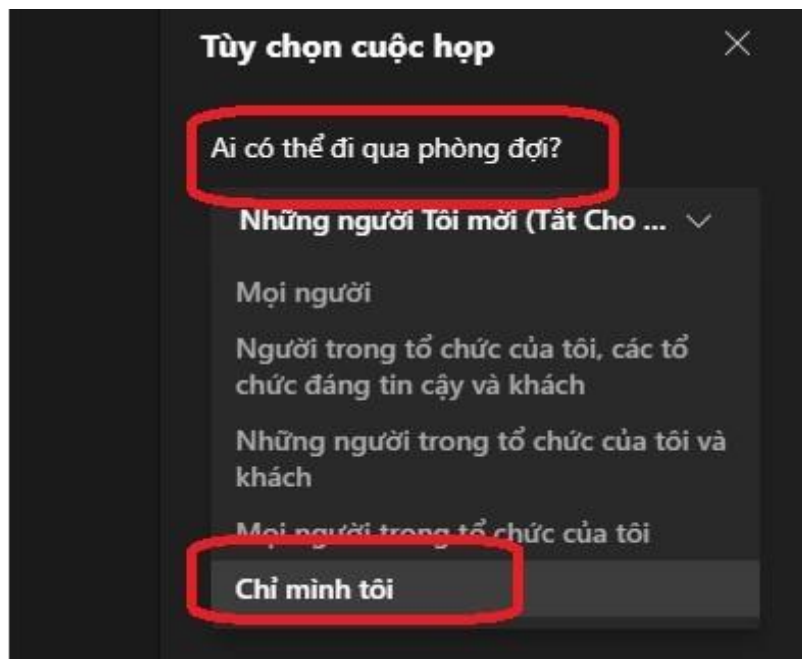 Tùy chọn cuộc họp
Ai có thể đi qua phòng đợi?
Những người Tôi mời (Tắt Cho ...
Mọi người
Người trong tổ chức của tôi, các tổ
chức đáng tin cậy và khách
Những người trong tổ chức của tôi và
khách
Mọi người trong tổ chức của tôi
Chỉ mình tôi